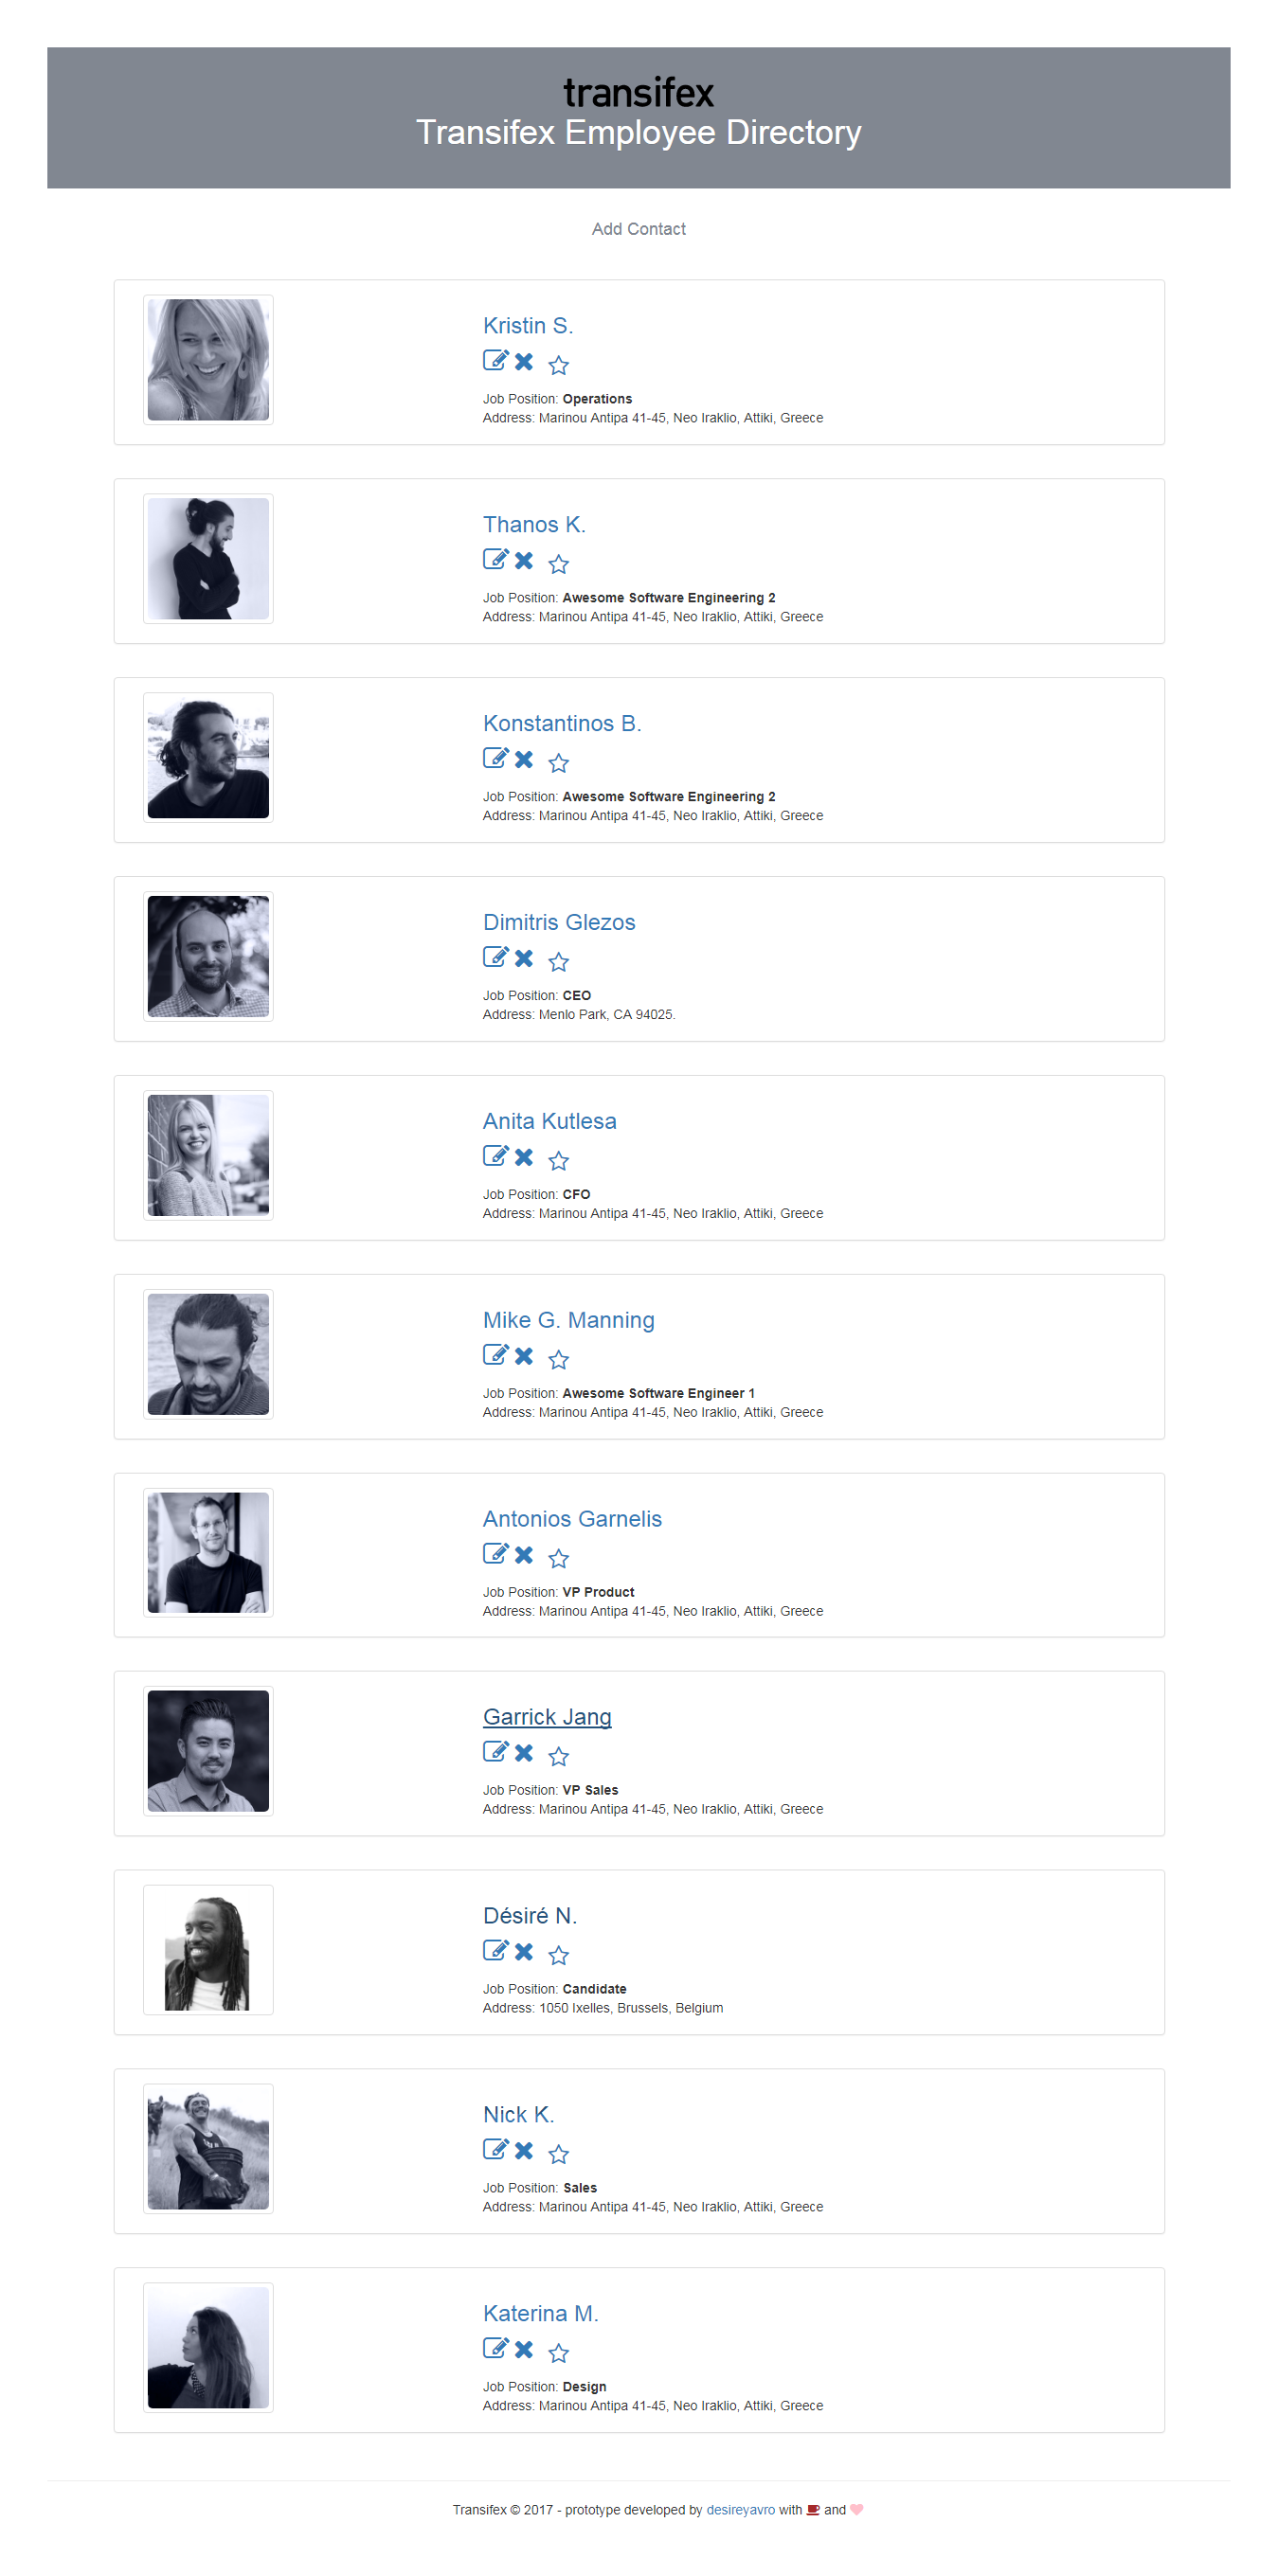 transifex
Transifex Employee Directory
Add Contact
Kristin S.
Job Position: Operations
Address: Marinou Antipa 41-45, Neo Iraklio, Attiki, Greece
Thanos K.
Job Position: Awesome Software Engineering 2
Address: Marinou Antipa 41-45, Neo Iraklio, Attiki, Greece
Konstantinos B.
Job Position: Awesome Software Engineering 2
Address: Marinou Antipa 41-45, Neo Iraklio, Attiki, Greece
Dimitris Glezos
Job Position: CEO
Address: Menlo Park, CA 94025.
Anita Kutlesa
Job Position: CFO
Address: Marinou Antipa 41-45, Neo Iraklio, Attiki, Greece
Mike G. Manning
Job Position: Awesome Software Engineer 1
Address: Marinou Antipa 41-45, Neo Iraklio, Attiki, Greece
Antonios Garnelis
Job Position: VP Product
Address: Marinou Antipa 41-45, Neo Iraklio, Attiki, Greece
Garrick Jang
Job Position: VP Sales
Address: Marinou Antipa 41-45, Neo Iraklio, Attiki, Greece
Désiré N.
Job Position: Candidate
Address: 1050 Ixelles, Brussels, Belgium
Nick K.
Job Position: Sales
Address: Marinou Antipa 41-45, Neo Iraklio, Attiki, Greece
Katerina M.
Job Position: Design
Address: Marinou Antipa 41-45, Neo Iraklio, Attiki, Greece
Transifex © 2017 - prototype developed by desireyavro with and